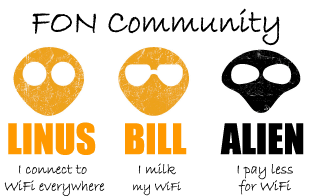 FON Community
LINUS BILL ALIEN
I connect to I milk I pay less
WiFi everywhere my WiFi for WiFi